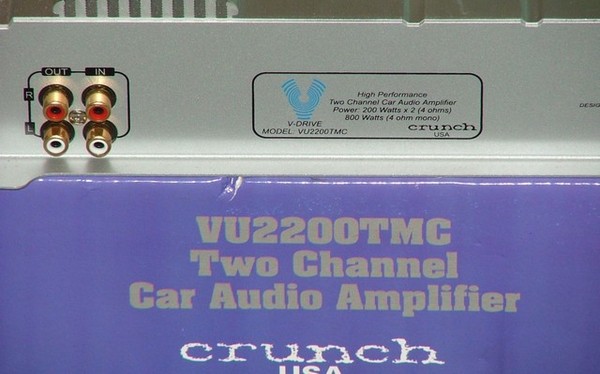 OUT IN
R
L
High Performance
Two Channel Car Audio Amplifier
Power: 200 Watts x 2 (4 ohms)
800 Watts (4 ohm mono)
V-DRIVE
MODEL: VU2200TMC
crunch
USA
DESIG
VU2200TMC
Two Channel
Car Audio Amplifier
crunch
USA